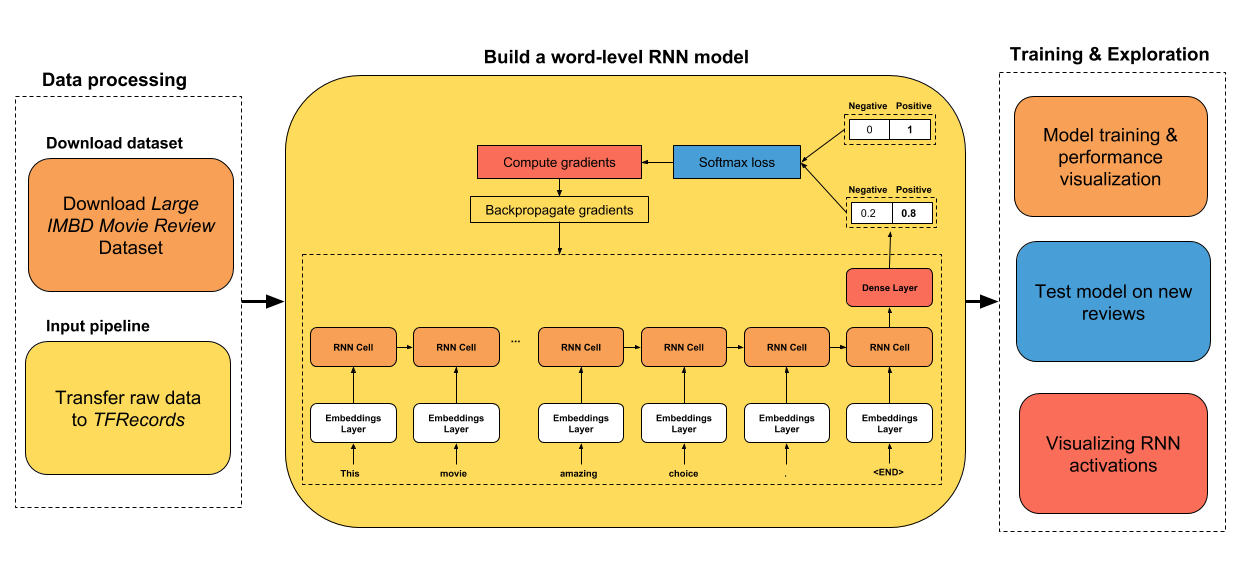 Data processing
Download dataset
Download Large
IMBD Movie Review
Dataset
Input pipeline
Transfer raw data
to TFRecords
Build a word-level RNN model
Negative Positive
0 1
Compute gradients
Softmax loss
Backpropagate gradients
Negative Positive
0.2 0.8
Dense Layer
RNN Cell
RNN Cell
...
RNN Cell
RNN Cell
RNN Cell
RNN Cell
Embeddings
Layer
Embeddings
Layer
Embeddings
Layer
Embeddings
Layer
Embeddings
Layer
Embeddings
Layer
This
movie
amazing
choice
.
<END>
Training & Exploration
Model training &
performance
visualization
Test model on new
reviews
Visualizing RNN
activations